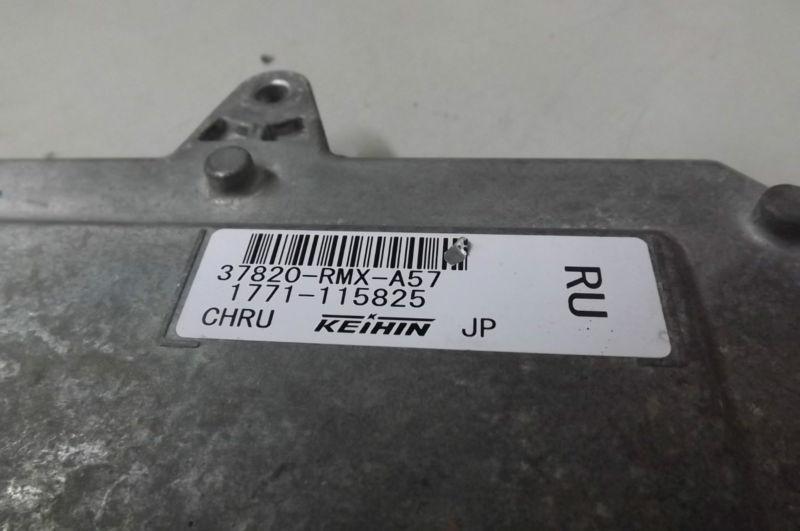 37820-RMX-A57
1771-115825
CHRU KEIHIN JP
RU